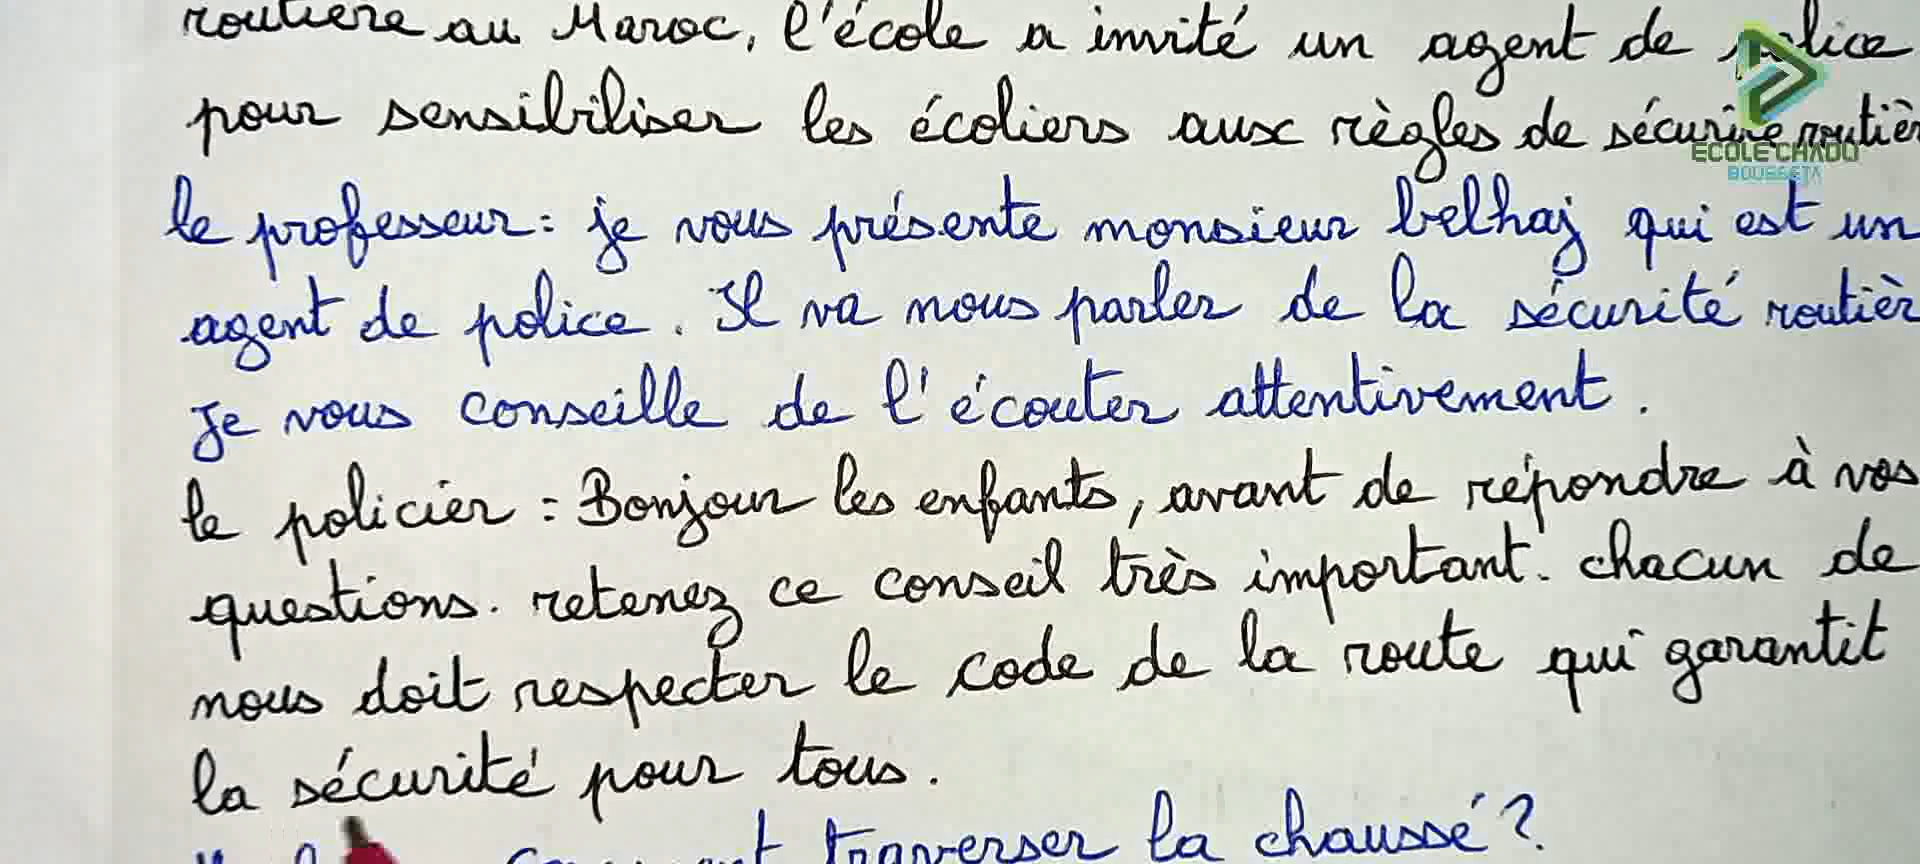 routière au Maroc, l'école a invité un agent de police
pour sensibiliser les écoliers aux règles de sécurité routièr
le professeur : je vous présente monsieur belhaj qui est un
agent de police. Il va nous parler de la sécurité routièr
Je vous conseille de l'écouter attentivement.
le policier : Bonjour les enfants, avant de répondre à vos
questions. retenez ce conseil très important. chacun de
nous doit respecter le code de la route qui garantit
la sécurité pour tous.
comment traverser la chaussé ?
ECOLE CHADO
BOUSSETA